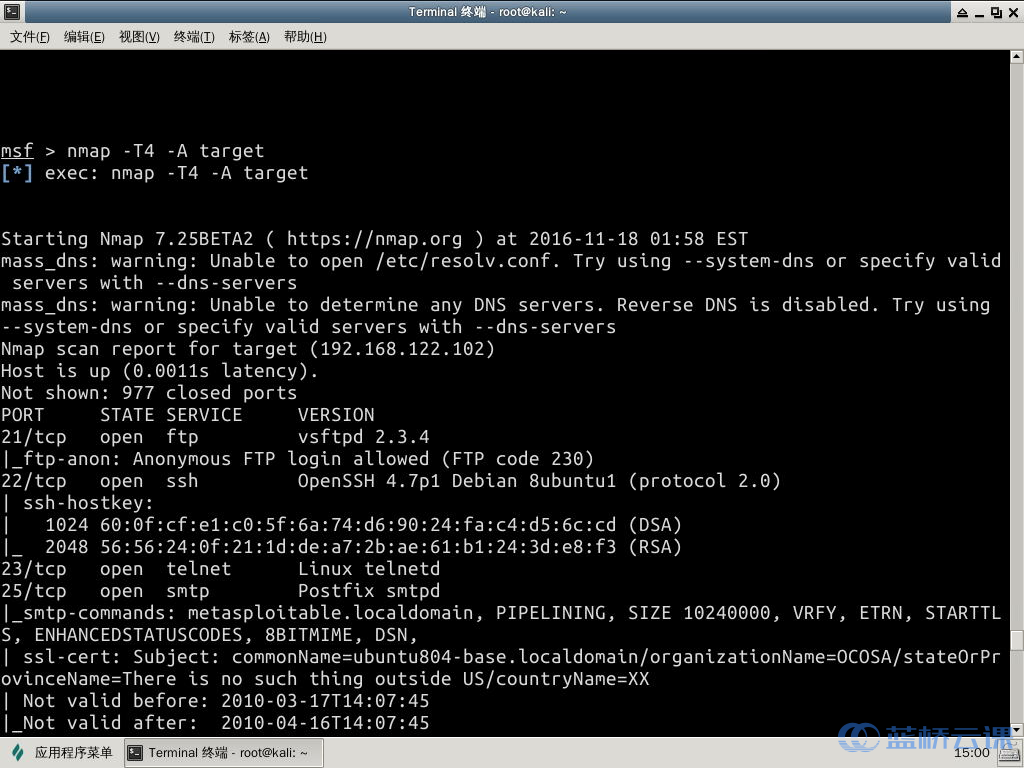 Terminal 终端 - root@kali: ~
文件(F) 编辑(E) 视图(V) 终端(T) 标签(A) 帮助(H)
msf > nmap -T4 -A target
[*] exec: nmap -T4 -A target
Starting Nmap 7.25BETA2 ( https://nmap.org ) at 2016-11-18 01:58 EST
mass_dns: warning: Unable to open /etc/resolv.conf. Try using --system-dns or specify valid
 servers with --dns-servers
mass_dns: warning: Unable to determine any DNS servers. Reverse DNS is disabled. Try using
--system-dns or specify valid servers with --dns-servers
Nmap scan report for target (192.168.122.102)
Host is up (0.0011s latency).
Not shown: 977 closed ports
PORT     STATE SERVICE     VERSION
21/tcp   open  ftp         vsftpd 2.3.4
|_ftp-anon: Anonymous FTP login allowed (FTP code 230)
22/tcp   open  ssh         OpenSSH 4.7p1 Debian 8ubuntu1 (protocol 2.0)
| ssh-hostkey:
|   1024 60:0f:cf:e1:c0:5f:6a:74:d6:90:24:fa:c4:d5:6c:cd (DSA)
|_  2048 56:56:24:0f:21:1d:de:a7:2b:ae:61:b1:24:3d:e8:f3 (RSA)
23/tcp   open  telnet      Linux telnetd
25/tcp   open  smtp        Postfix smtpd
|_smtp-commands: metasploitable.localdomain, PIPELINING, SIZE 10240000, VRFY, ETRN, STARTTL
S, ENHANCEDSTATUSCODES, 8BITMIME, DSN,
| ssl-cert: Subject: commonName=ubuntu804-base.localdomain/organizationName=OCOSA/stateOrPr
ovinceName=There is no such thing outside US/countryName=XX
| Not valid before: 2010-03-17T14:07:45
|_Not valid after:  2010-04-16T14:07:45
蓝桥云课
应用程序菜单 Terminal 终端 - root@kali: ~ 15:00